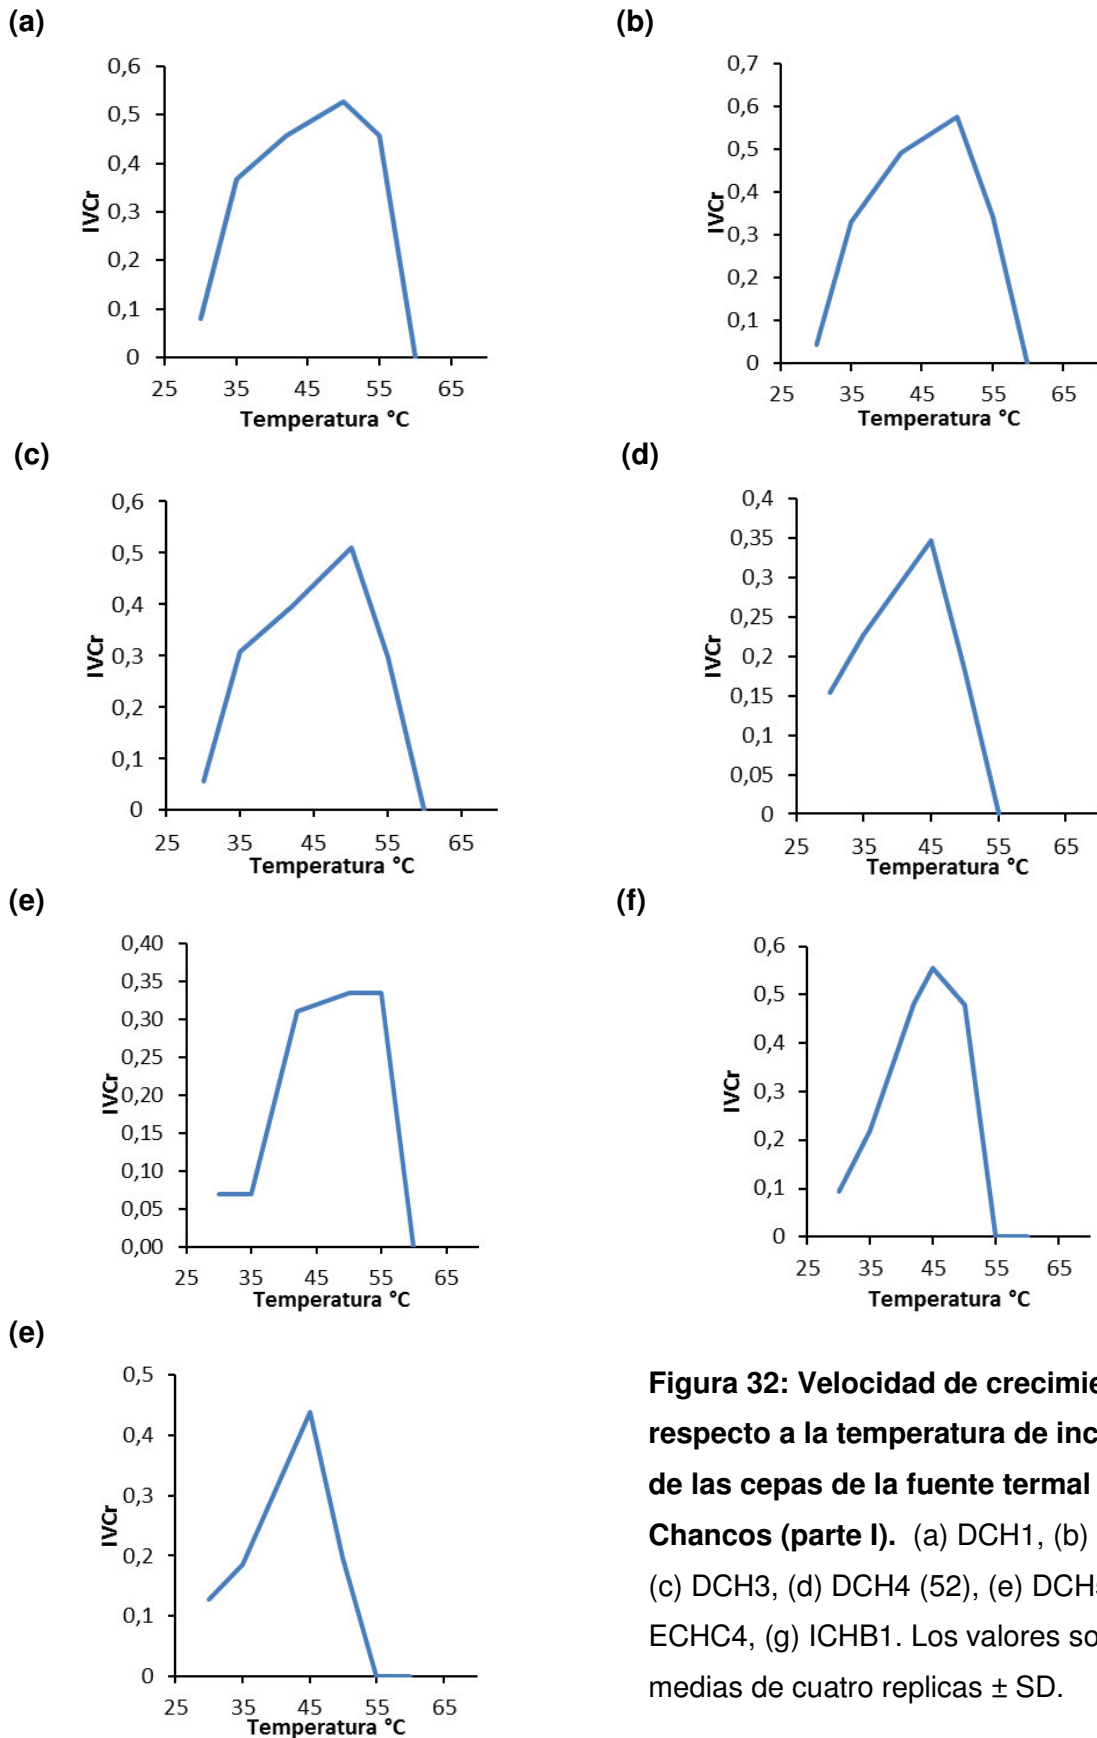 (a)
0,6
0,5
0,4
0,3
0,2
0,1
0
IVCr
25 35 45 55 65
Temperatura °C
(b)
0,7
0,6
0,5
0,4
0,3
0,2
0,1
0
IVCr
25 35 45 55 65
Temperatura °C
(c)
0,6
0,5
0,4
0,3
0,2
0,1
0
IVCr
25 35 45 55 65
Temperatura °C
(d)
0,4
0,35
0,3
0,25
0,2
0,15
0,1
0,05
0
IVCr
25 35 45 55 65
Temperatura °C
(e)
0,40
0,35
0,30
0,25
0,20
0,15
0,10
0,05
0,00
IVCr
25 35 45 55 65
Temperatura °C
(f)
0,6
0,5
0,4
0,3
0,2
0,1
0
IVCr
25 35 45 55 65
Temperatura °C
(e)
0,5
0,4
0,3
0,2
0,1
0
IVCr
25 35 45 55 65
Temperatura °C
Figura 32: Velocidad de
respecto a la temperatura de
de las cepas de la fuente termal
Chancos (parte I). (a) DCH1, (b)
(c) DCH3, (d) DCH4 (52), (e)
ECHC4, (g) ICHB1. Los valores
medias de cuatro replicas ± SD.